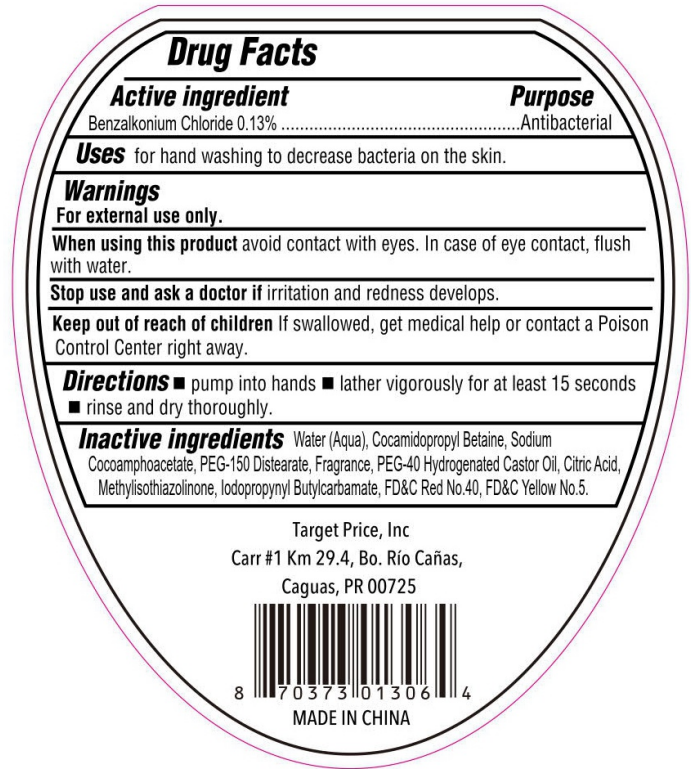 Drug Facts
Active ingredient Purpose
Benzalkonium Chloride 0.13% ....................................................Antibacterial
Uses for hand washing to decrease bacteria on the skin.
Warnings
For external use only.
When using this product avoid contact with eyes. In case of eye contact, flush
with water.
Stop use and ask a doctor if irritation and redness develops.
Keep out of reach of children If swallowed, get medical help or contact a Poison
Control Center right away.
Directions ■ pump into hands ■ lather vigorously for at least 15 seconds
■ rinse and dry thoroughly.
Inactive ingredients Water (Aqua), Cocamidopropyl Betaine, Sodium
Cocoamphoacetate, PEG-150 Distearate, Fragrance, PEG-40 Hydrogenated Castor Oil, Citric Acid,
Methylisothiazolinone, Iodopropynyl Butylcarbamate, FD&C Red No.40, FD&C Yellow No.5.
Target Price, Inc
Carr #1 Km 29.4, Bo. Río Cañas,
Caguas, PR 00725
8 70373 01306 4
MADE IN CHINA